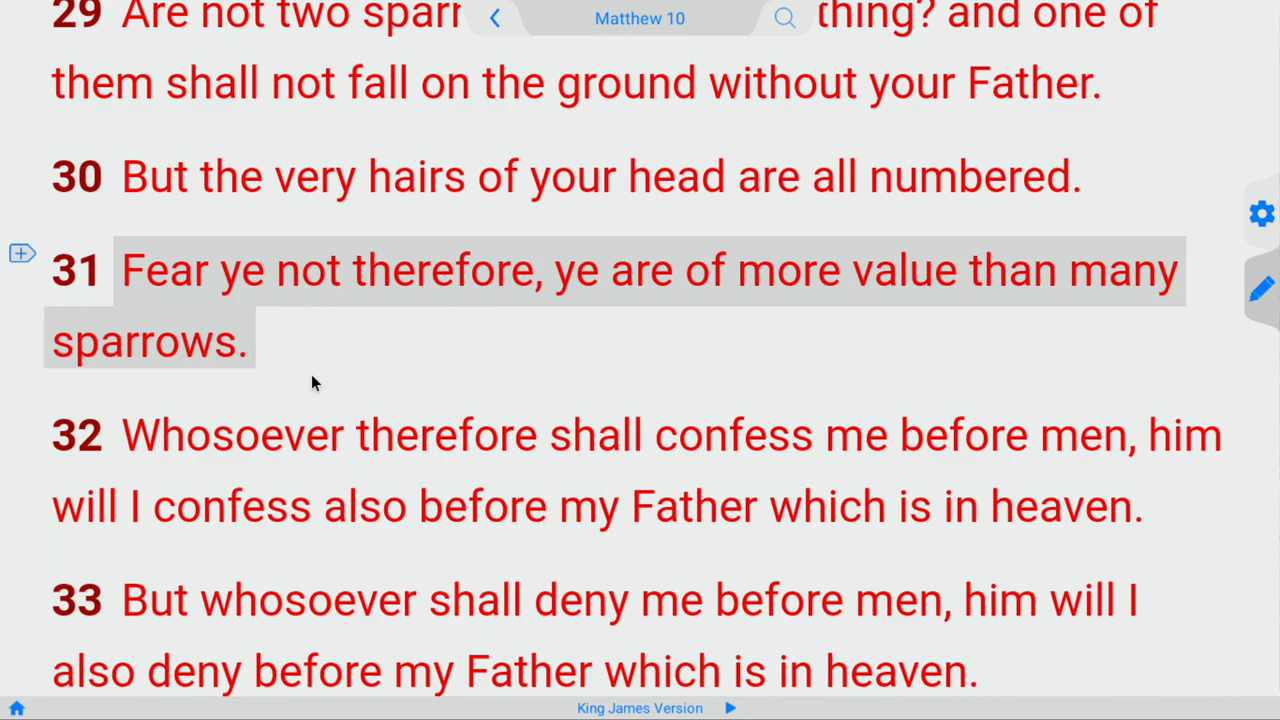 Matthew 10
29 Are not two sparr thing? and one of
them shall not fall on the ground without your Father.
30 But the very hairs of your head are all numbered.
31 Fear ye not therefore, ye are of more value than many
sparrows.
32 Whosoever therefore shall confess me before men, him
will I confess also before my Father which is in heaven.
33 But whosoever shall deny me before men, him will I
also deny before my Father which is in heaven.
King James Version